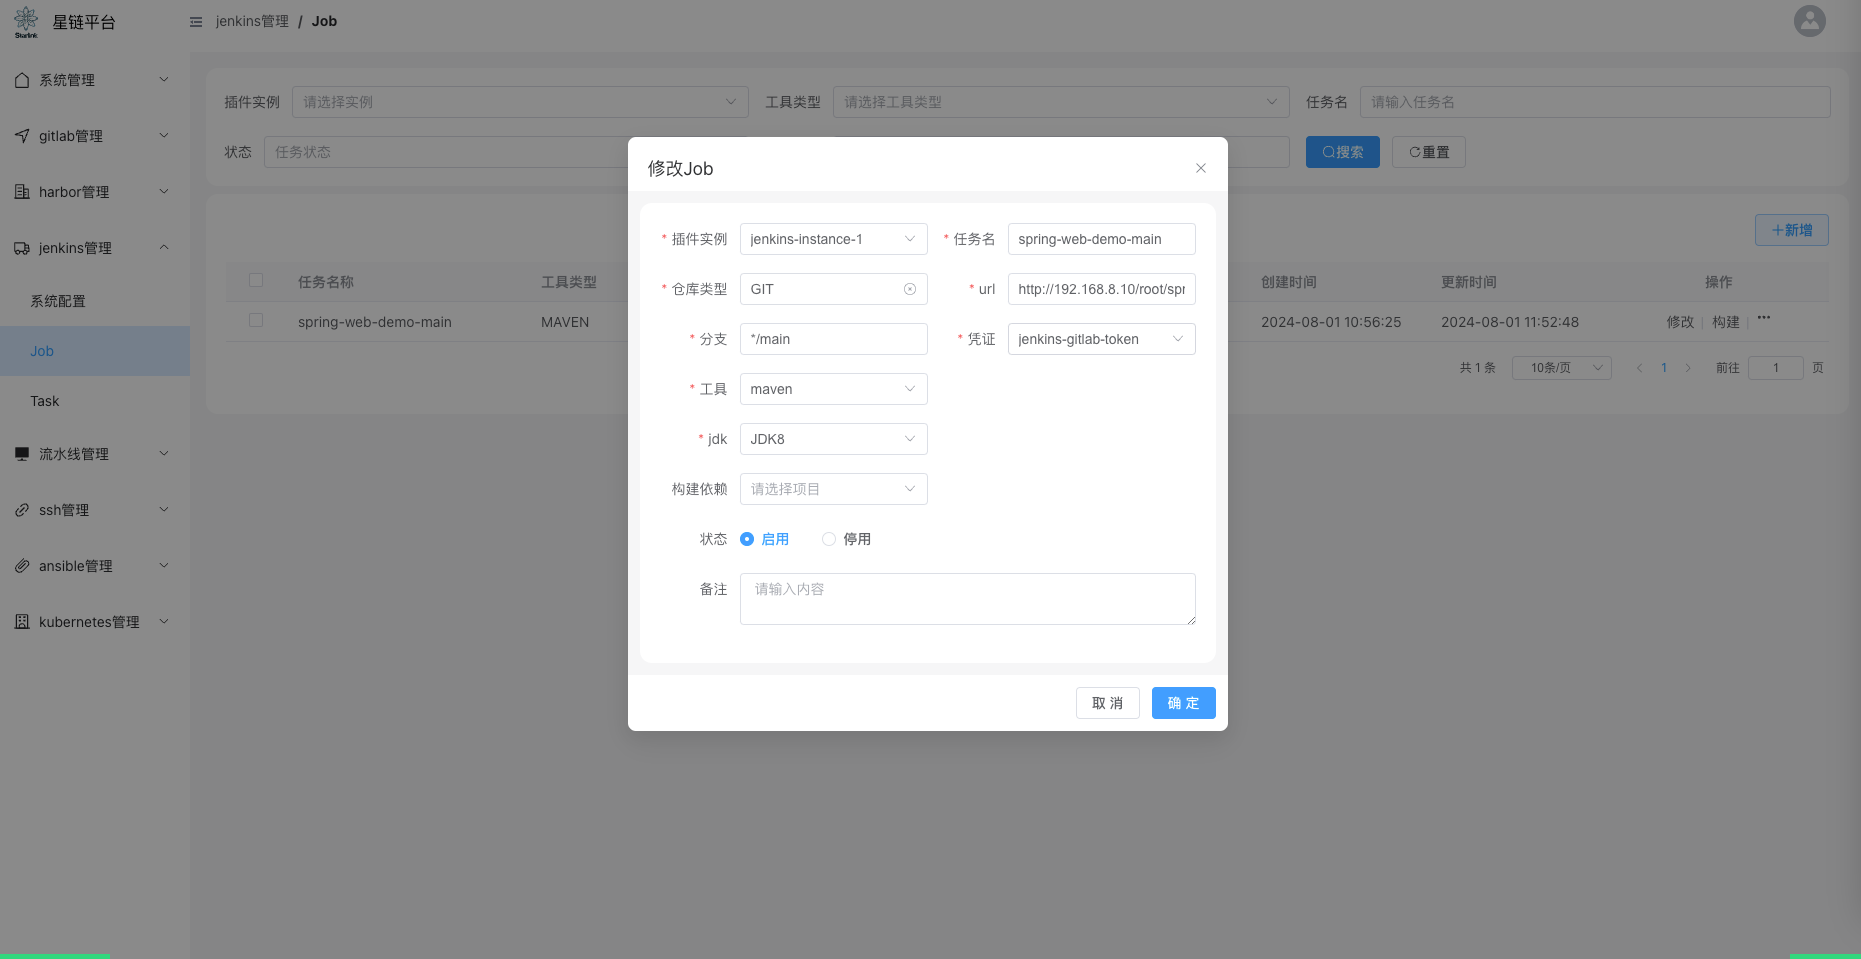 Starlink
星链平台
jenkins管理 / Job
系统管理
gitlab管理
harbor管理
jenkins管理
系统配置
Job
Task
流水线管理
ssh管理
ansible管理
kubernetes管理
插件实例 请选择实例 工具类型 请选择工具类型 任务名 请输入任务名
状态 任务状态 搜索 重置
新增
任务名称 工具类型 创建时间 更新时间 操作
spring-web-demo-main MAVEN 2024-08-01 10:56:25 2024-08-01 11:52:48 修改 构建 ···
共 1 条 10条/页 1 前往 1 页
修改Job
* 插件实例 jenkins-instance-1 * 任务名 spring-web-demo-main
* 仓库类型 GIT * url http://192.168.8.10/root/spr
* 分支 */main * 凭证 jenkins-gitlab-token
* 工具 maven
* jdk JDK8
构建依赖 请选择项目
状态 启用 停用
备注 请输入内容
取 消 确 定